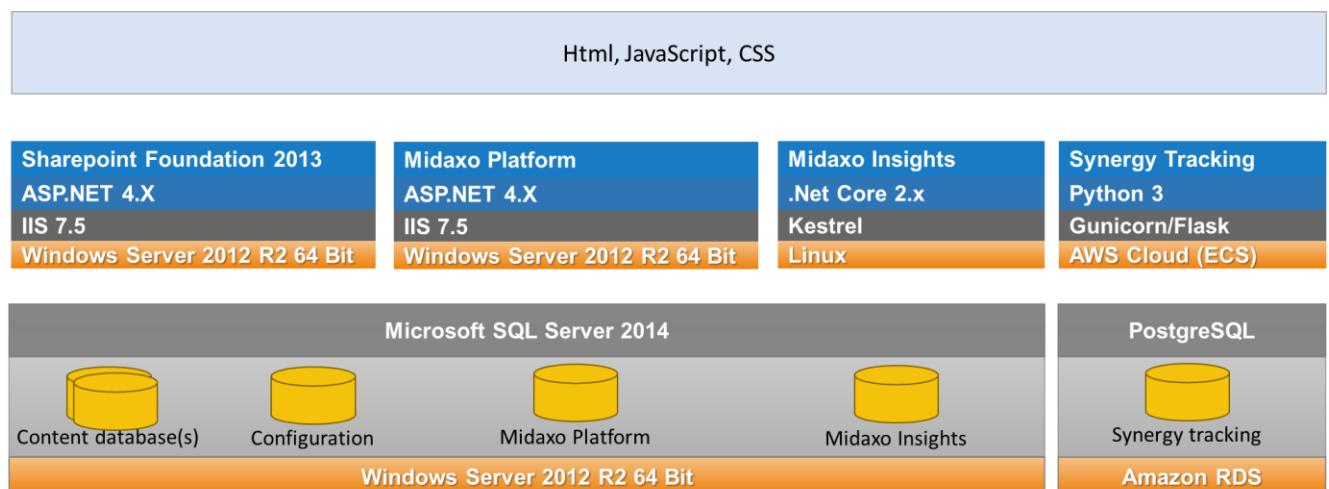 Html, JavaScript, CSS
Sharepoint Foundation 2013
ASP.NET 4.X
IIS 7.5
Windows Server 2012 R2 64 Bit
Midaxo Platform
ASP.NET 4.X
IIS 7.5
Windows Server 2012 R2 64 Bit
Midaxo Insights
.Net Core 2.x
Kestrel
Linux
Synergy Tracking
Python 3
Gunicorn/Flask
AWS Cloud (ECS)
Microsoft SQL Server 2014
Content database(s)
Configuration
Midaxo Platform
Midaxo Insights
Windows Server 2012 R2 64 Bit
PostgreSQL
Synergy tracking
Amazon RDS